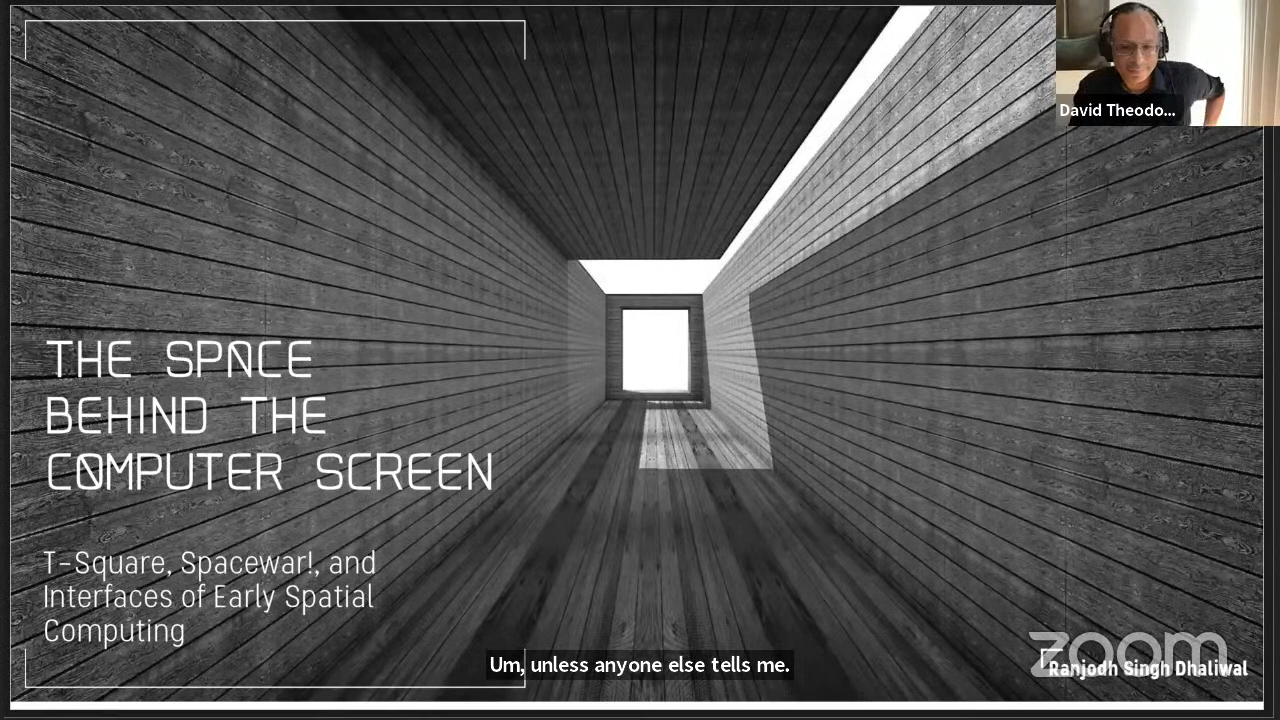 David Theodo...
THE SPACE
BEHIND THE
COMPUTER SCREEN
T-Square, Spacewar!, and
Interfaces of Early Spatial
Computing
Um, unless anyone else tells me.
zoom
Ranjodh Singh Dhaliwal